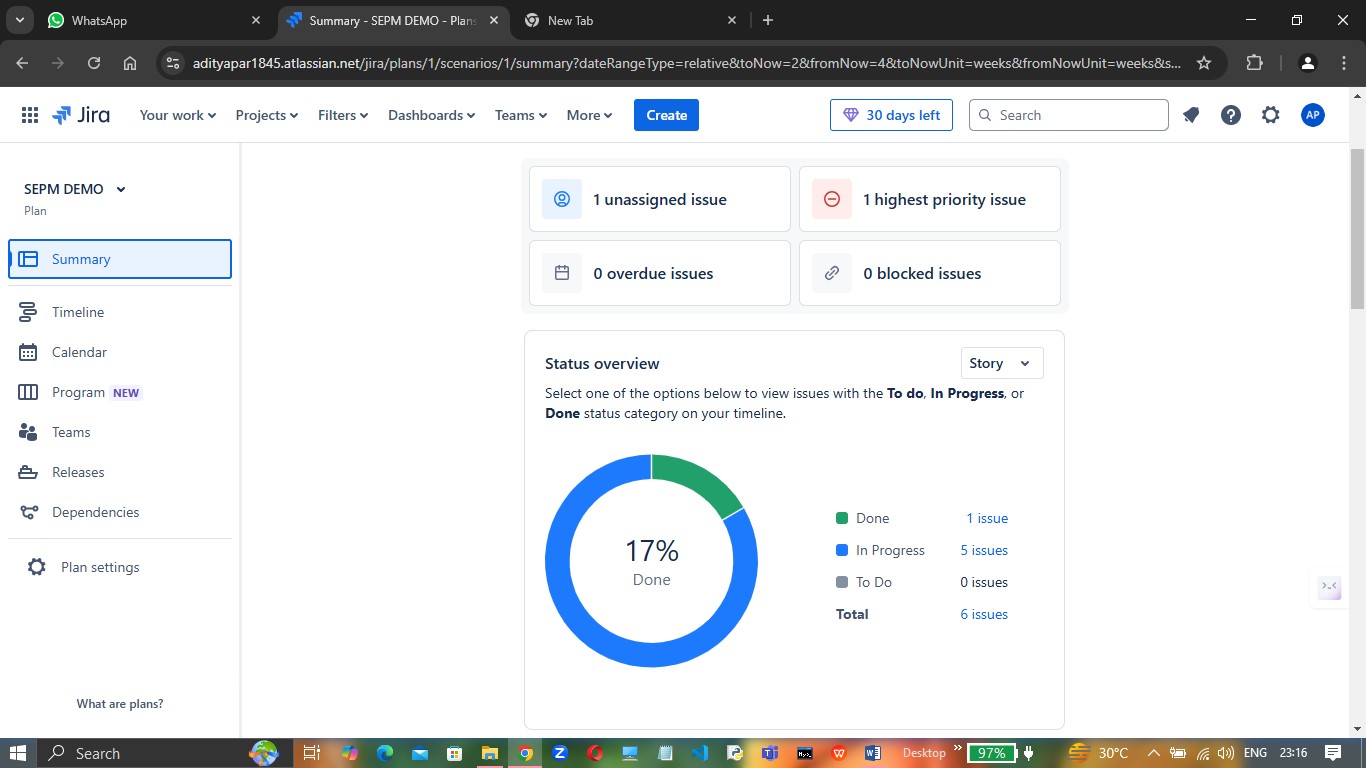 WhatsApp
Summary - SEPM DEMO - Plans
New Tab
adityapar1845.atlassian.net/jira/plans/1/scenarios/1/summary?dateRangeType=relative&toNow=2&fromNow=4&toNowUnit=weeks&fromNowUnit=weeks&s...
Jira Your work Projects Filters Dashboards Teams More Create 30 days left Search AP
SEPM DEMO
Plan
Summary
Timeline
Calendar
Program NEW
Teams
Releases
Dependencies
Plan settings
What are plans?
1 unassigned issue
1 highest priority issue
0 overdue issues
0 blocked issues
Status overview
Story
Select one of the options below to view issues with the To do, In Progress, or
Done status category on your timeline.
17%
Done
Done 1 issue
In Progress 5 issues
To Do 0 issues
Total 6 issues
Search Desktop 97% 30°C ENG 23:16